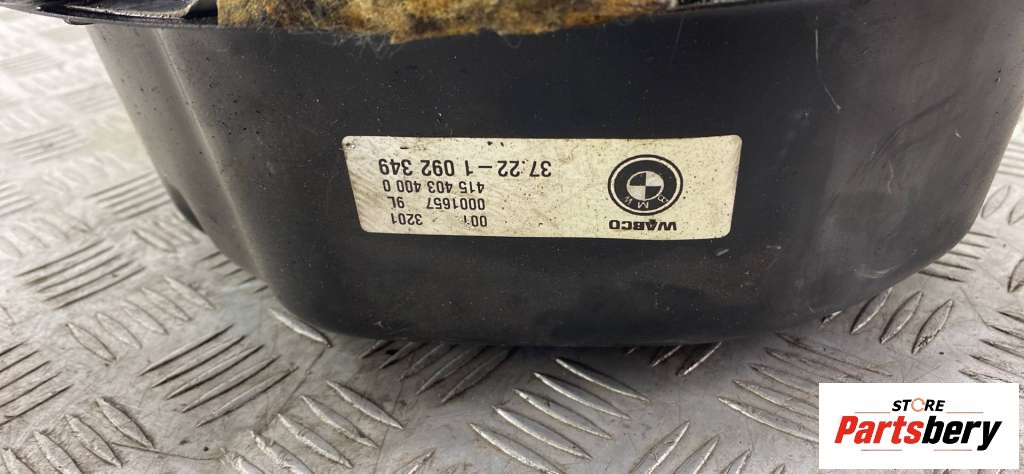 WABCO
BMW
37.22-1 092 349
415 403 400 0
0001657 9L
001 3201
STORE
Partsbery